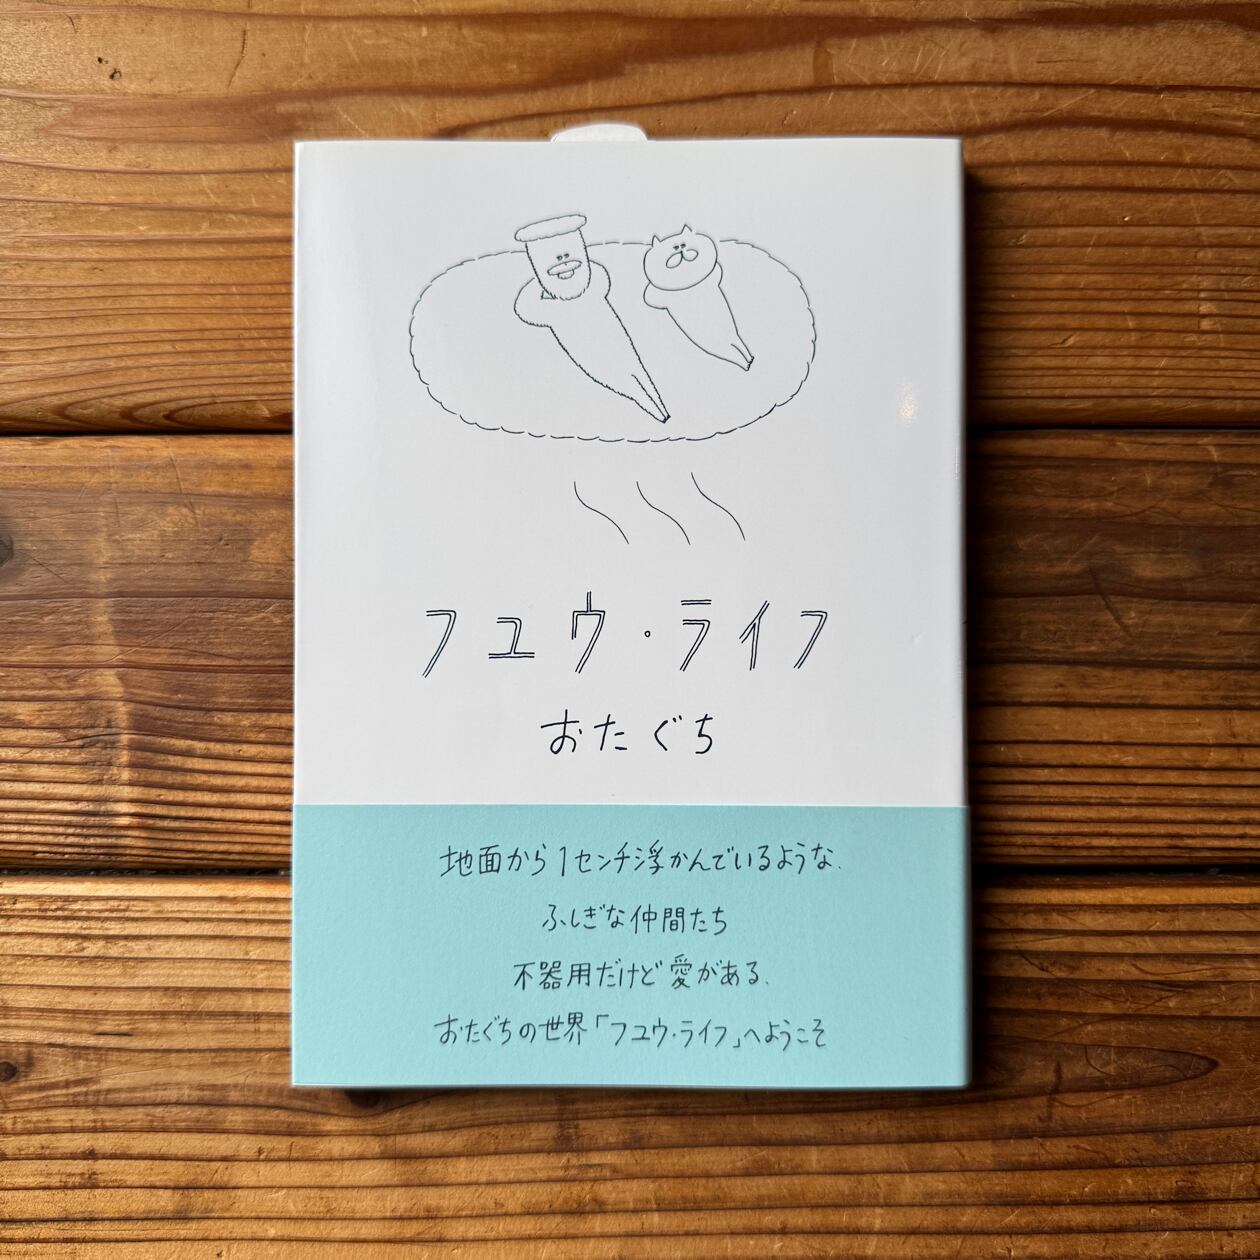 フユウ・ライフ
おたぐち
地面から1センチ浮かんでいるような、
ふしぎな仲間たち
不器用だけど愛がある、
おたぐちの世界「フユウ・ライフ」へようこそ